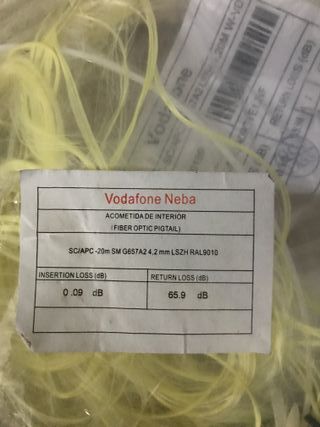 Vodafone Neba
ACOMETIDA DE INTERIOR
(FIBER OPTIC PIGTAIL)
SC/APC -20m SM G657A2 4,2 mm LSZH RAL9010
INSERTION LOSS (dB)
RETURN LOSS (dB)
0.09 dB
65.9 dB